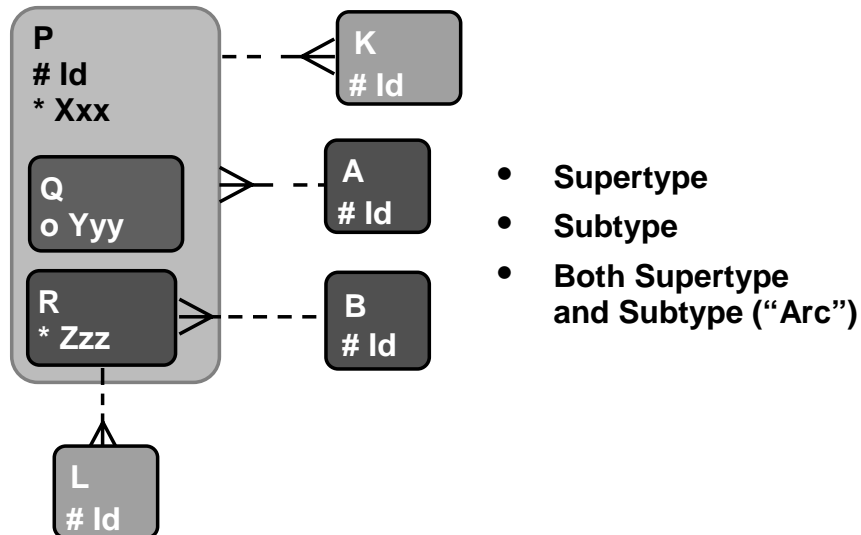 P
# Id
* Xxx
Q
o Yyy
R
* Zzz
K
# Id
A
# Id
B
# Id
L
# Id
• Supertype
• Subtype
• Both Supertype
and Subtype (“Arc”)